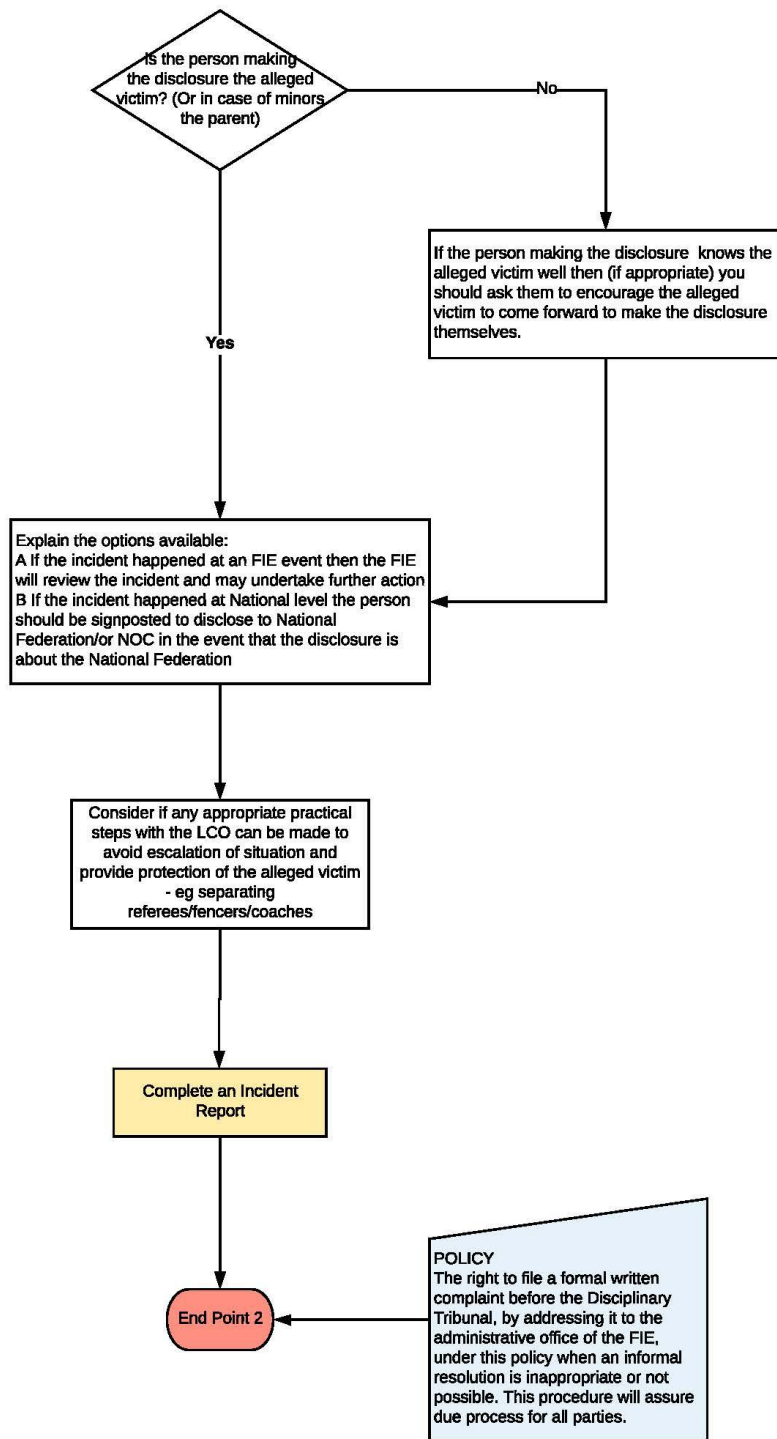 Is the person making
the disclosure the alleged
victim? (Or in case of minors
the parent)
No
If the person making the disclosure knows the
alleged victim well then (if appropriate) you
should ask them to encourage the alleged
victim to come forward to make the disclosure
themselves.
Yes
Explain the options available:
A If the incident happened at an FIE event then the FIE
will review the incident and may undertake further action
B If the incident happened at National level the person
should be signposted to disclose to National
Federation/or NOC in the event that the disclosure is
about the National Federation
Consider if any appropriate practical
steps with the LCO can be made to
avoid escalation of situation and
provide protection of the alleged victim
- eg separating
referees/fencers/coaches
Complete an Incident
Report
End Point 2
POLICY
The right to file a formal written
complaint before the Disciplinary
Tribunal, by addressing it to the
administrative office of the FIE,
under this policy when an informal
resolution is inappropriate or not
possible. This procedure will assure
due process for all parties.